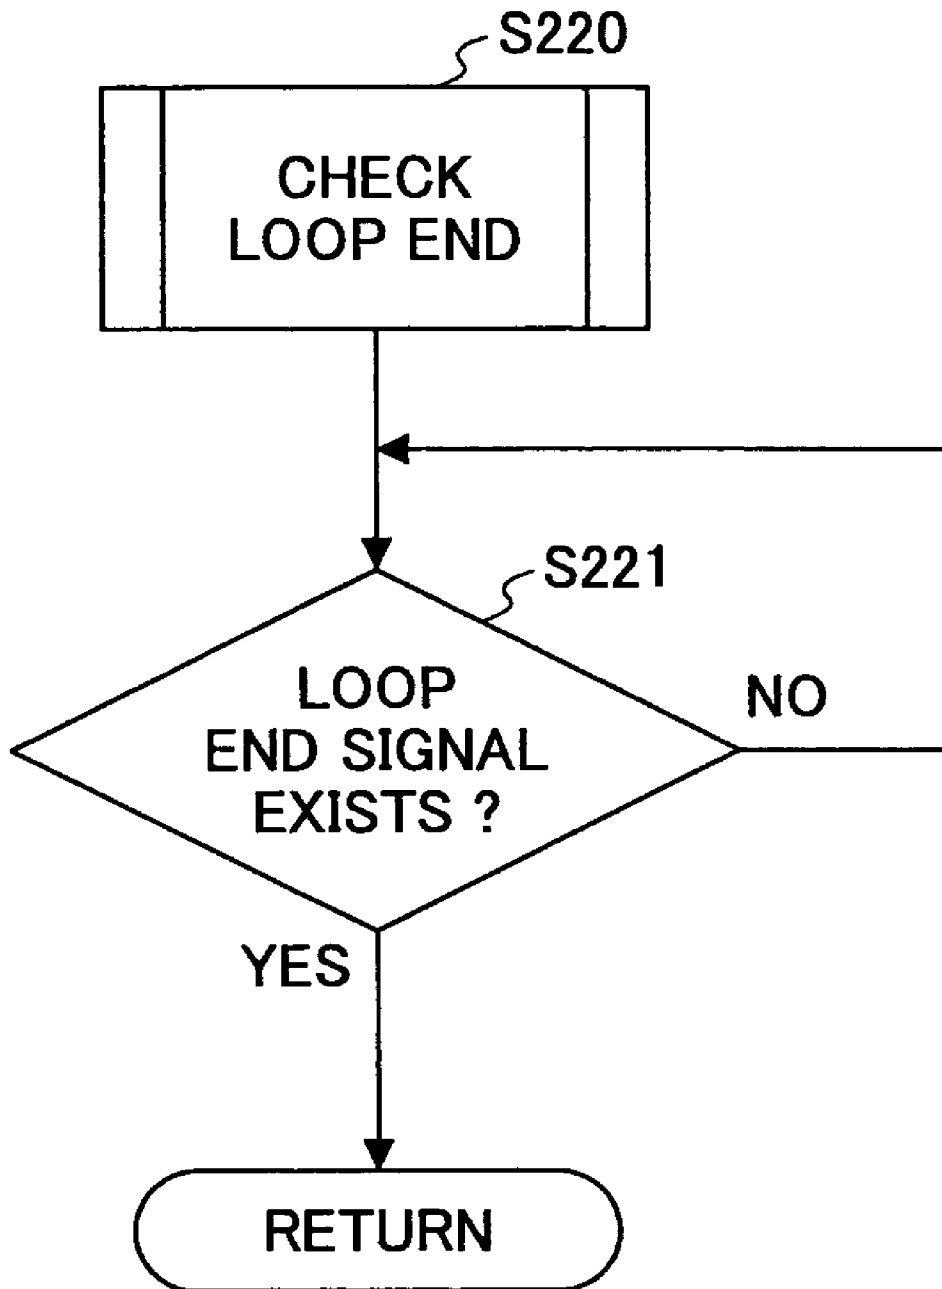 S220
CHECK
LOOP END
S221
LOOP
END SIGNAL
EXISTS ?
NO
YES
RETURN